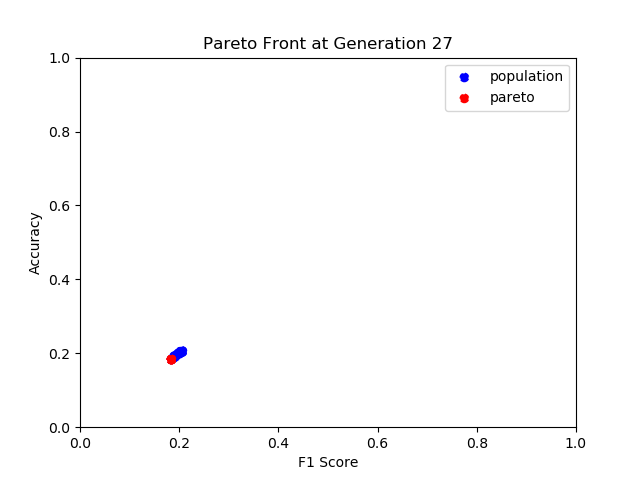 Pareto Front at Generation 27
population
pareto
Accuracy
1.0
0.8
0.6
0.4
0.2
0.0
0.0 0.2 0.4 0.6 0.8 1.0
F1 Score